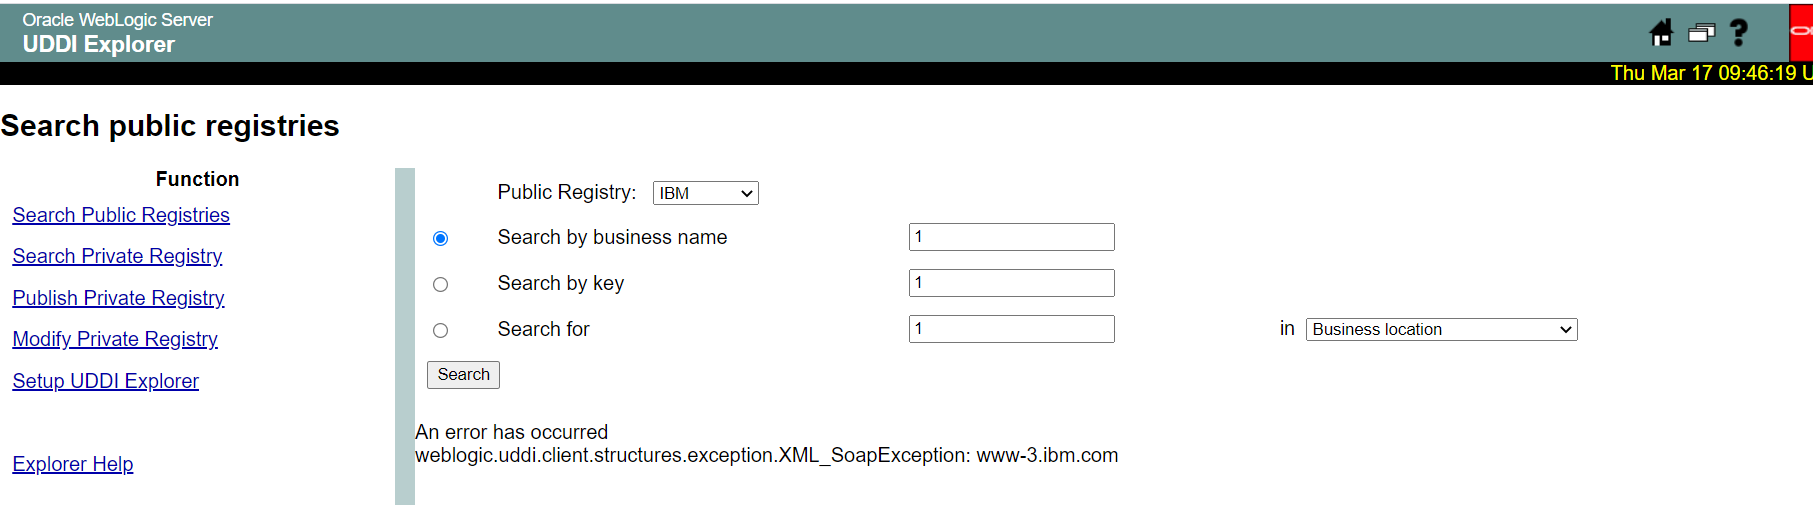 Oracle WebLogic Server
UDDI Explorer
Thu Mar 17 09:46:19 U
Search public registries
Function
Search Public Registries
Search Private Registry
Publish Private Registry
Modify Private Registry
Setup UDDI Explorer
Explorer Help
Public Registry: IBM
Search by business name 1
Search by key 1
Search for 1 in Business location
Search
An error has occurred
weblogic.uddi.client.structures.exception.XML_SoapException: www-3.ibm.com